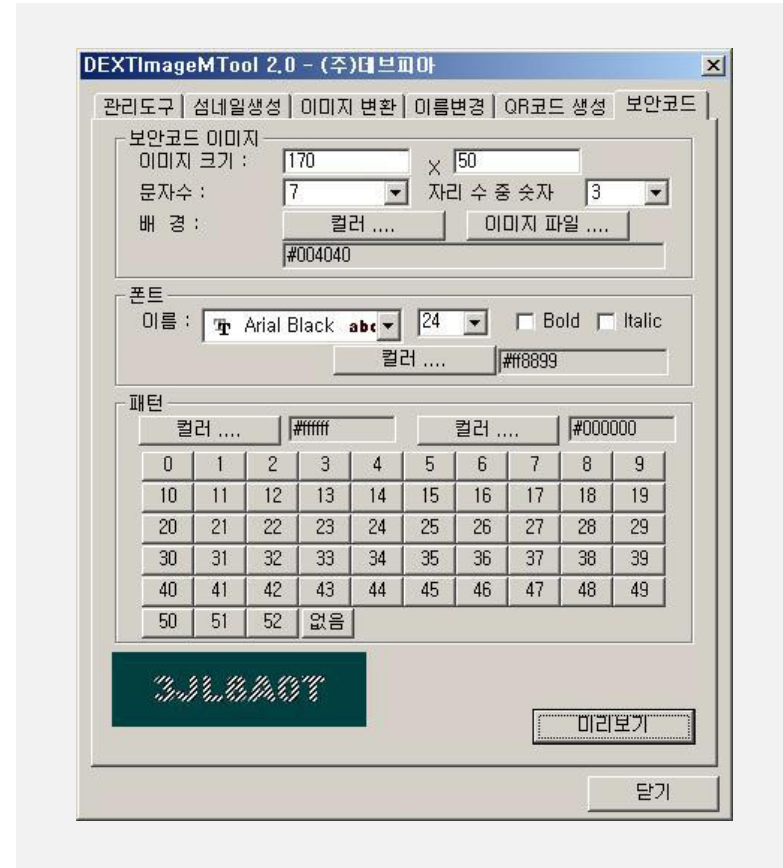 DEXTImageMTool 2.0 - (주)데브피아
관리도구 섬네일생성 이미지 변환 이름변경 QR코드 생성 보안코드
보안코드 이미지
이미지 크기 : 170 X 50
문자수 : 7 자리 수 중 숫자 3
배 경 : 컬러 .... 이미지 파일 ....
#004040
폰트
이름 : Arial Black abc 24 Bold Italic
컬러 .... #ff8899
패턴
컬러 .... #ffffff 컬러 .... #000000
0 1 2 3 4 5 6 7 8 9
10 11 12 13 14 15 16 17 18 19
20 21 22 23 24 25 26 27 28 29
30 31 32 33 34 35 36 37 38 39
40 41 42 43 44 45 46 47 48 49
50 51 52 없음
3JL8A0T
미리보기
닫기